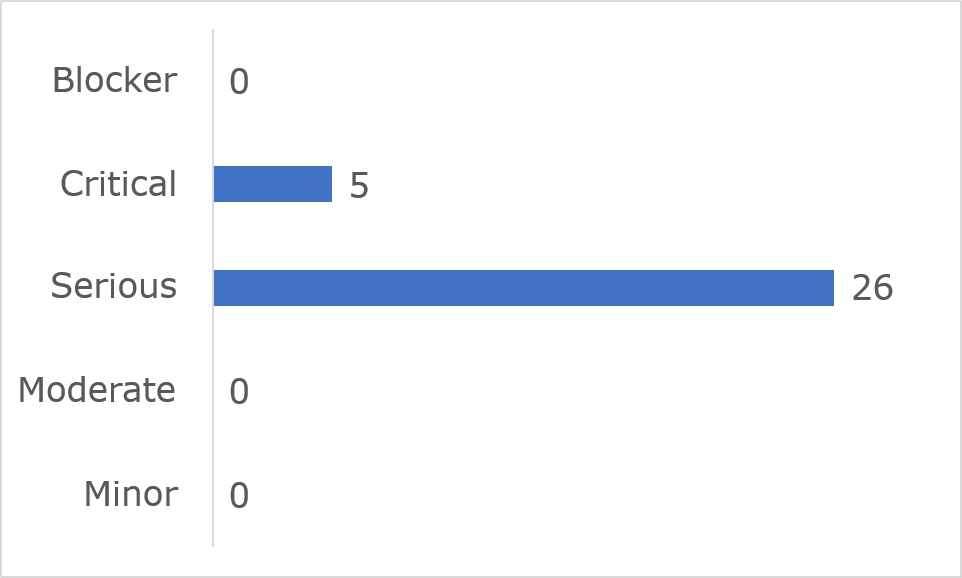 Blocker 0
Critical 5
Serious 26
Moderate 0
Minor 0